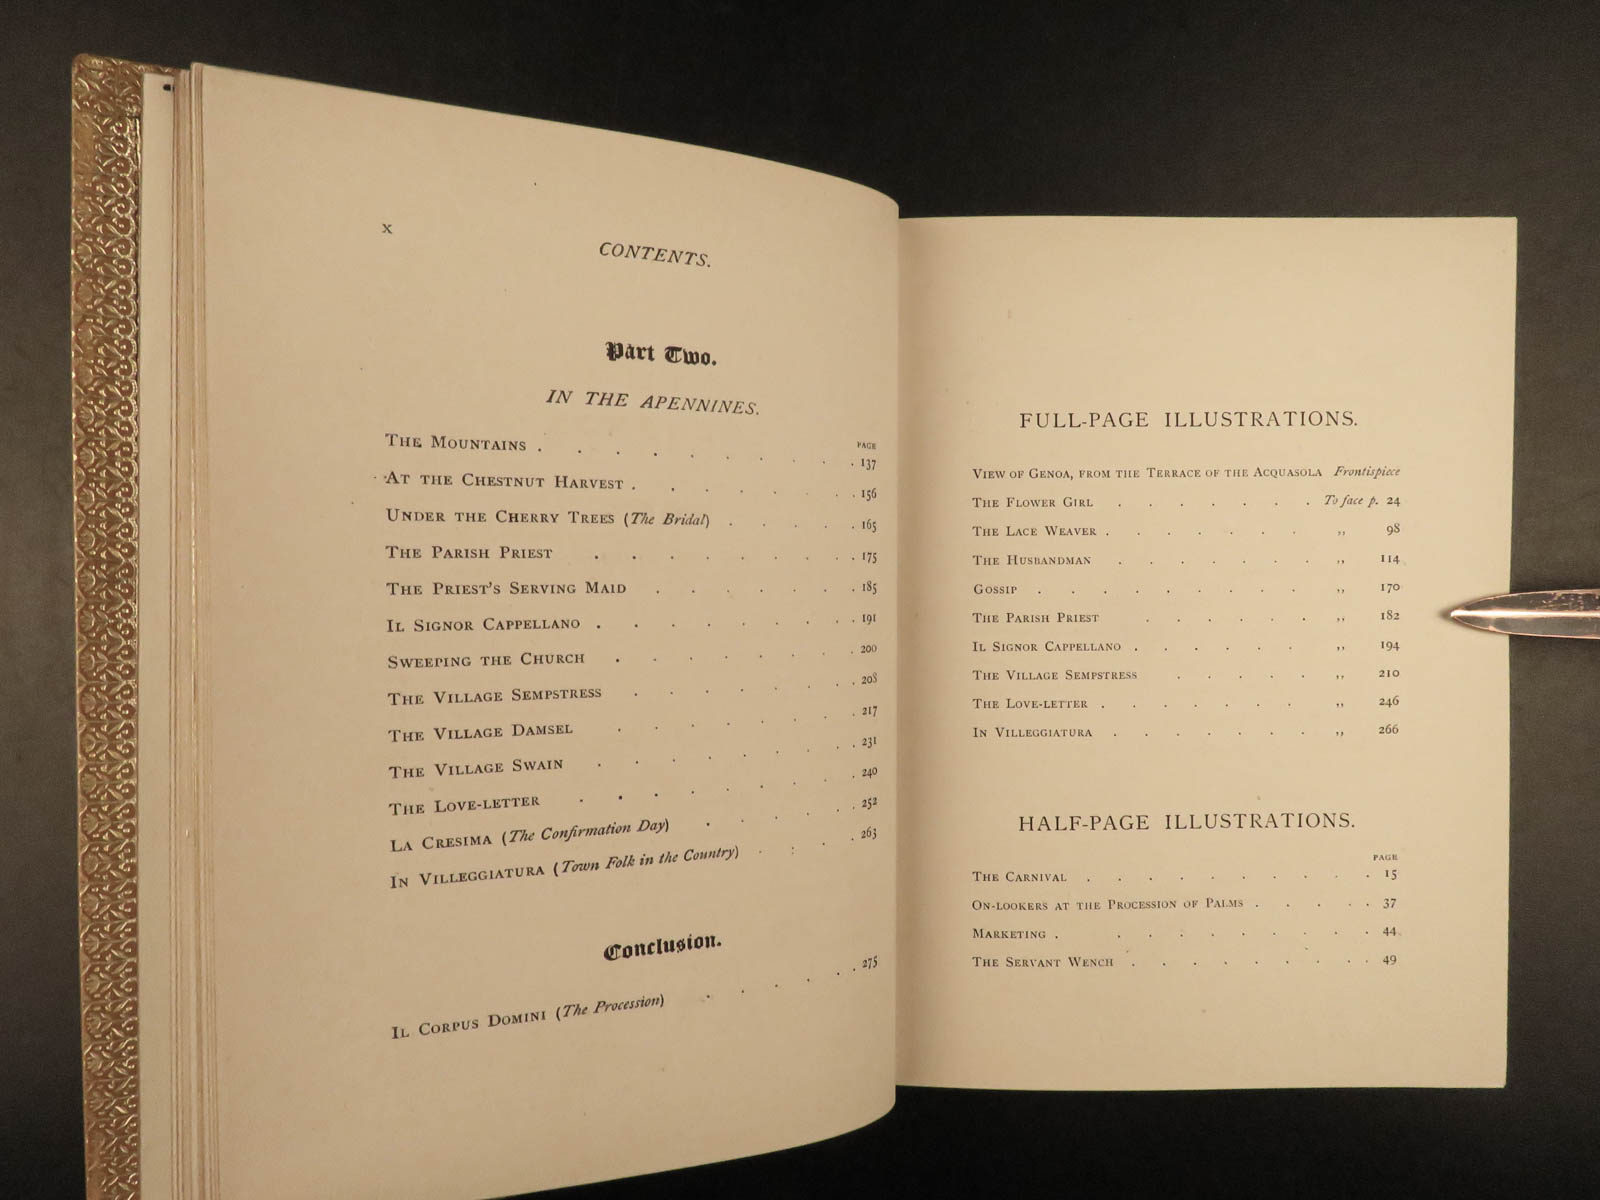 x
CONTENTS.
Part Two.
IN THE APENNINES.
PAGE
The Mountains . . . . . . . . . 137
At the Chestnut Harvest . . . . . . . 156
Under the Cherry Trees (The Bridal) . . . . . 165
The Parish Priest . . . . . . . . 175
The Priest's Serving Maid . . . . . . 185
Il Signor Cappellano . . . . . . . . 191
Sweeping the Church . . . . . . . 200
The Village Sempstress . . . . . . . 208
The Village Damsel . . . . . . . 217
The Village Swain . . . . . . . . 231
The Love-letter . . . . . . . . 240
La Cresima (The Confirmation Day) . . . . . 252
In Villeggiatura (Town Folk in the Country) . . . . 263
Conclusion.
Il Corpus Domini (The Procession) . . . . . 275
FULL-PAGE ILLUSTRATIONS.
View of Genoa, from the Terrace of the Acquasola Frontispiece
The Flower Girl . . . . . . . To face p. 24
The Lace Weaver . . . . . . . ,, 98
The Husbandman . . . . . . . ,, 114
Gossip . . . . . . . . . ,, 170
The Parish Priest . . . . . . ,, 182
Il Signor Cappellano . . . . . . ,, 194
The Village Sempstress . . . . . ,, 210
The Love-letter . . . . . . . ,, 246
In Villeggiatura . . . . . . . ,, 266
HALF-PAGE ILLUSTRATIONS.
PAGE
The Carnival . . . . . . . . . . 15
On-lookers at the Procession of Palms . . . . . 37
Marketing . . . . . . . . . . 44
The Servant Wench . . . . . . . . . 49